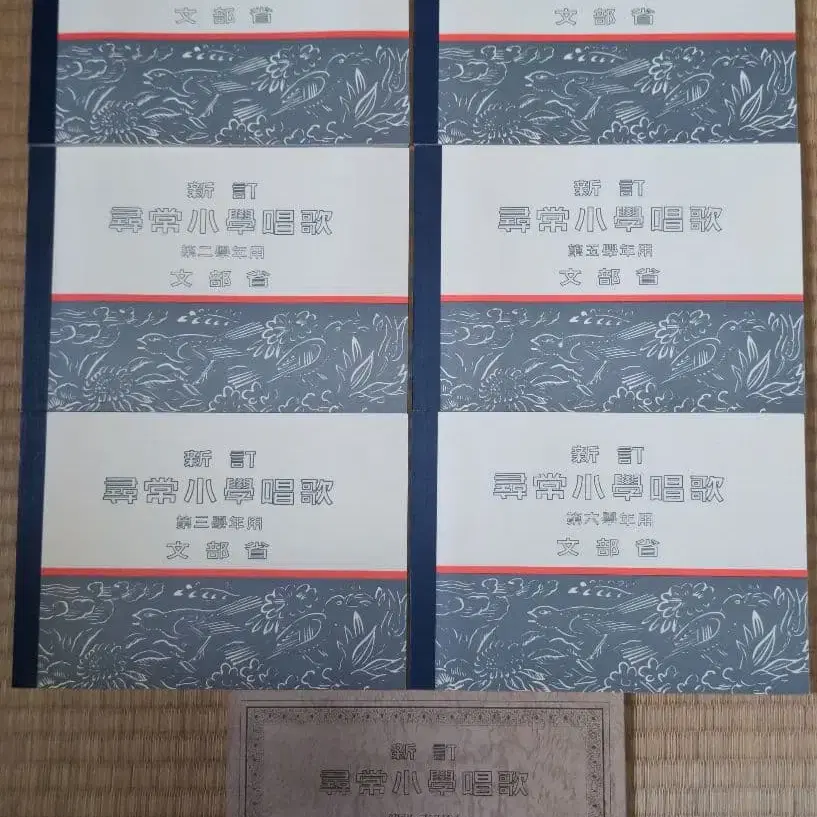 文部省
文部省
新訂
尋常小學唱歌
第二學年用
文部省
新訂
尋常小學唱歌
第五學年用
文部省
新訂
尋常小學唱歌
第三學年用
文部省
新訂
尋常小學唱歌
第六學年用
文部省
新訂
尋常小學唱歌